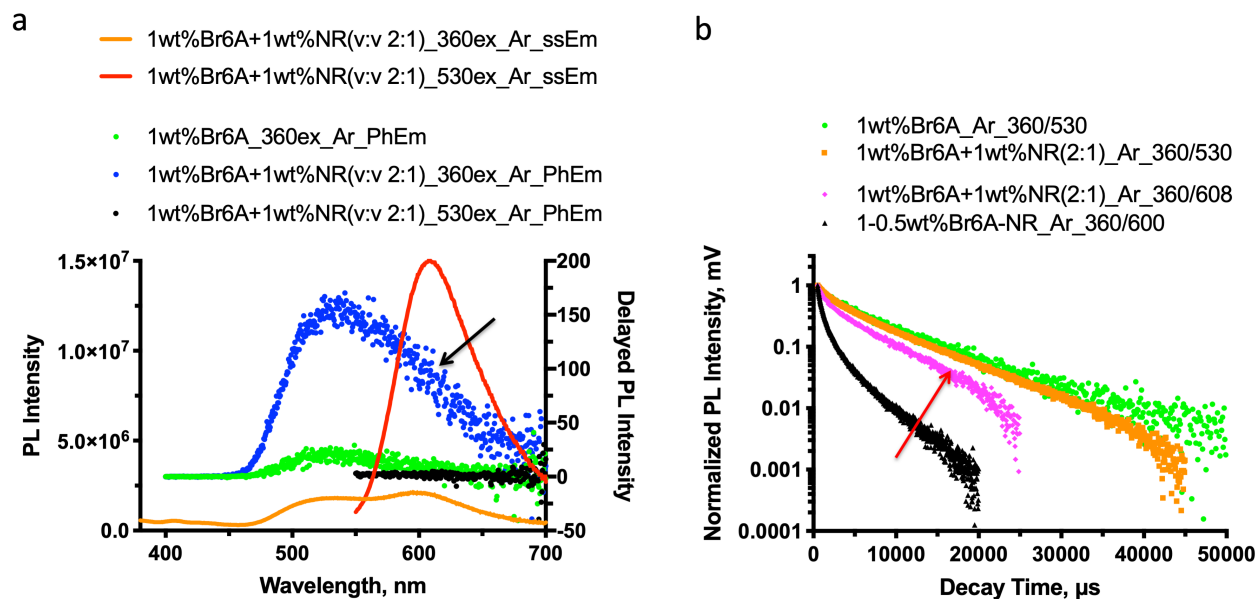 a
1wt%Br6A+1wt%NR(v:v 2:1)_360ex_Ar_ssEm
1wt%Br6A+1wt%NR(v:v 2:1)_530ex_Ar_ssEm
1wt%Br6A_360ex_Ar_PhEm
1wt%Br6A+1wt%NR(v:v 2:1)_360ex_Ar_PhEm
1wt%Br6A+1wt%NR(v:v 2:1)_530ex_Ar_PhEm
PL Intensity
1.5×10⁷
1.0×10⁷
5.0×10⁶
0.0
200
150
100
50
0
-50
Delayed PL Intensity
400
500
600
700
Wavelength, nm
b
1wt%Br6A_Ar_360/530
1wt%Br6A+1wt%NR(2:1)_Ar_360/530
1wt%Br6A+1wt%NR(2:1)_Ar_360/608
1-0.5wt%Br6A-NR_Ar_360/600
Normalized PL Intensity, mV
1
0.1
0.01
0.001
0.0001
0
10000
20000
30000
40000
50000
Decay Time, µs